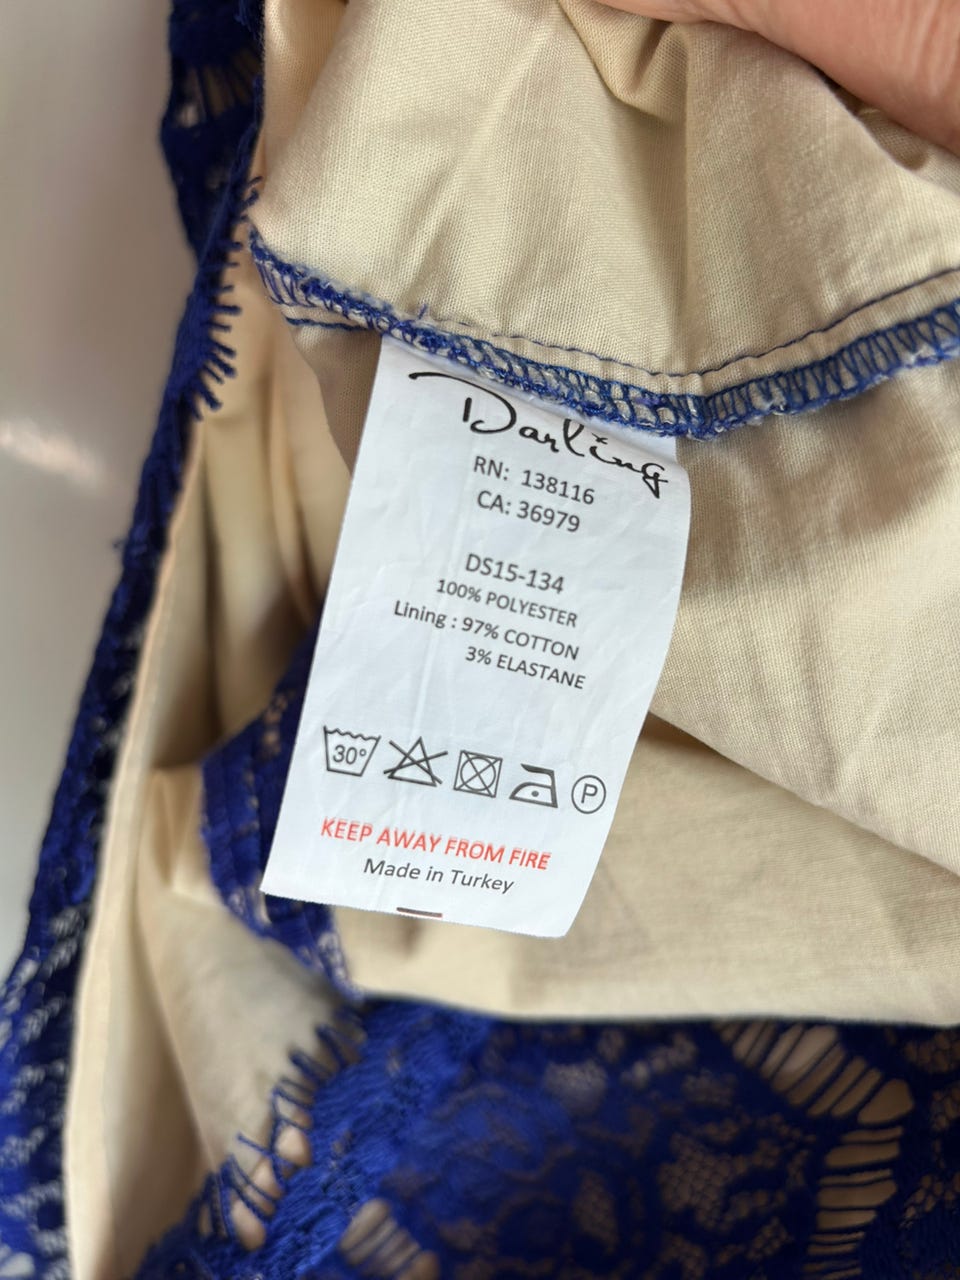 Darling
RN: 138116
CA: 36979
DS15-134
100% POLYESTER
Lining : 97% COTTON
3% ELASTANE
30° P
KEEP AWAY FROM FIRE
Made in Turkey